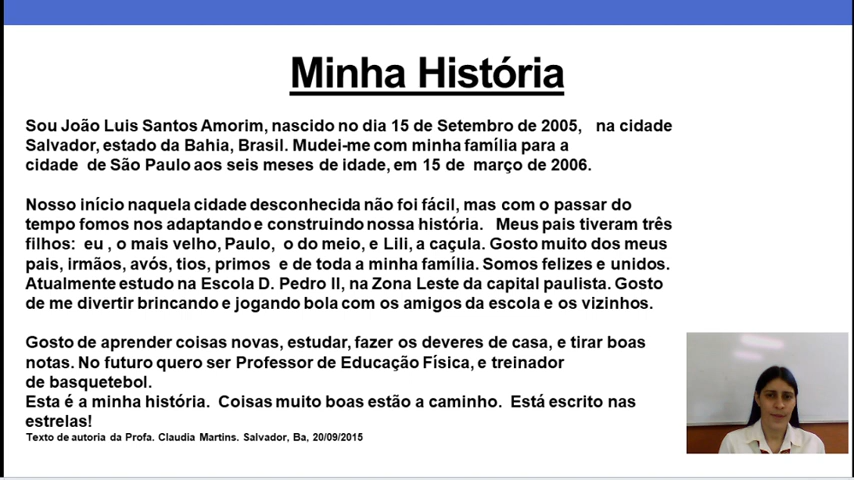 Minha História
Sou João Luis Santos Amorim, nascido no dia 15 de Setembro de 2005, na cidade
Salvador, estado da Bahia, Brasil. Mudei-me com minha família para a
cidade de São Paulo aos seis meses de idade, em 15 de março de 2006.
Nosso início naquela cidade desconhecida não foi fácil, mas com o passar do
tempo fomos nos adaptando e construindo nossa história. Meus pais tiveram três
filhos: eu , o mais velho, Paulo, o do meio, e Lili, a caçula. Gosto muito dos meus
pais, irmãos, avós, tios, primos e de toda a minha família. Somos felizes e unidos.
Atualmente estudo na Escola D. Pedro II, na Zona Leste da capital paulista. Gosto
de me divertir brincando e jogando bola com os amigos da escola e os vizinhos.
Gosto de aprender coisas novas, estudar, fazer os deveres de casa, e tirar boas
notas. No futuro quero ser Professor de Educação Física, e treinador
de basquetebol.
Esta é a minha história. Coisas muito boas estão a caminho. Está escrito nas
estrelas!
Texto de autoria da Profa. Claudia Martins. Salvador, Ba, 20/09/2015